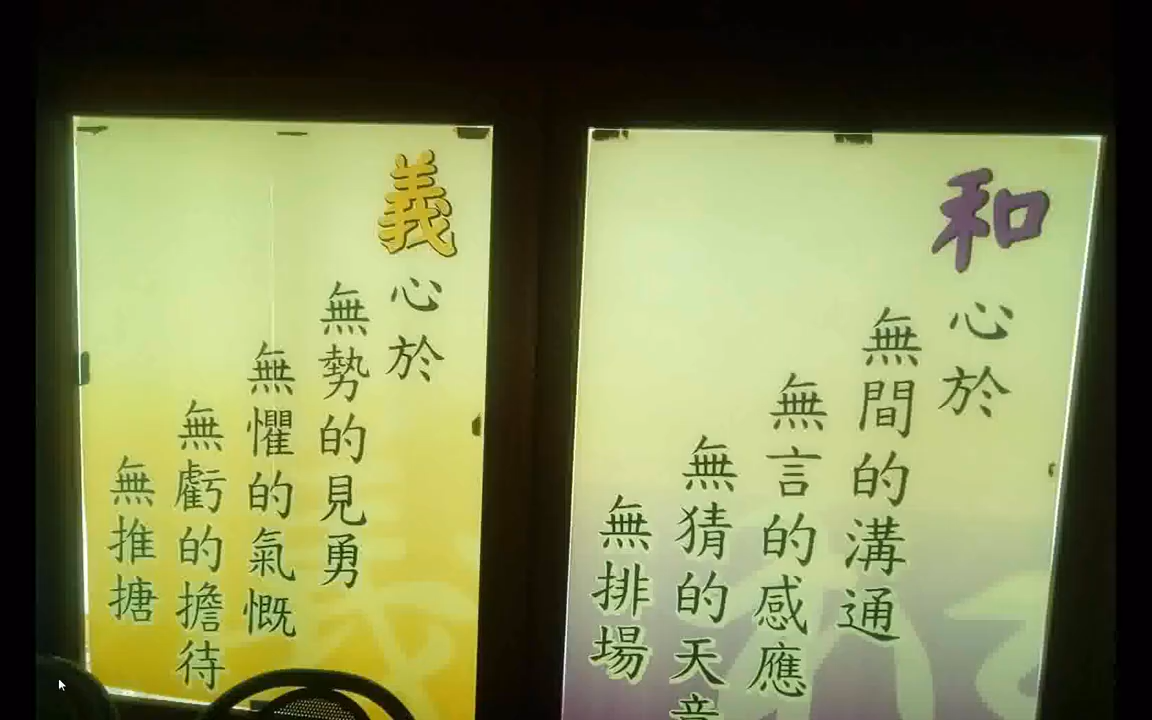 和心於
無間的溝通
無言的感應
無猜的天
無排場
義心於
無勢的見勇
無懼的氣慨
無虧的擔待
無推搪